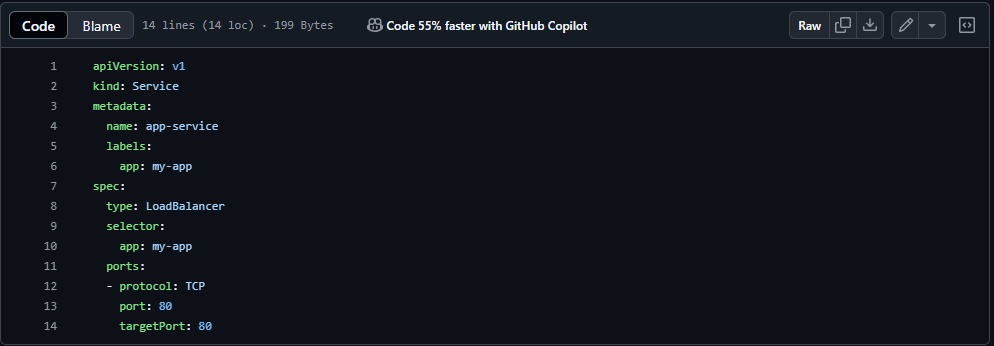 Code Blame 14 lines (14 loc) · 199 Bytes Code 55% faster with GitHub Copilot Raw
1 apiVersion: v1
2 kind: Service
3 metadata:
4   name: app-service
5   labels:
6     app: my-app
7 spec:
8   type: LoadBalancer
9   selector:
10     app: my-app
11   ports:
12   - protocol: TCP
13     port: 80
14     targetPort: 80